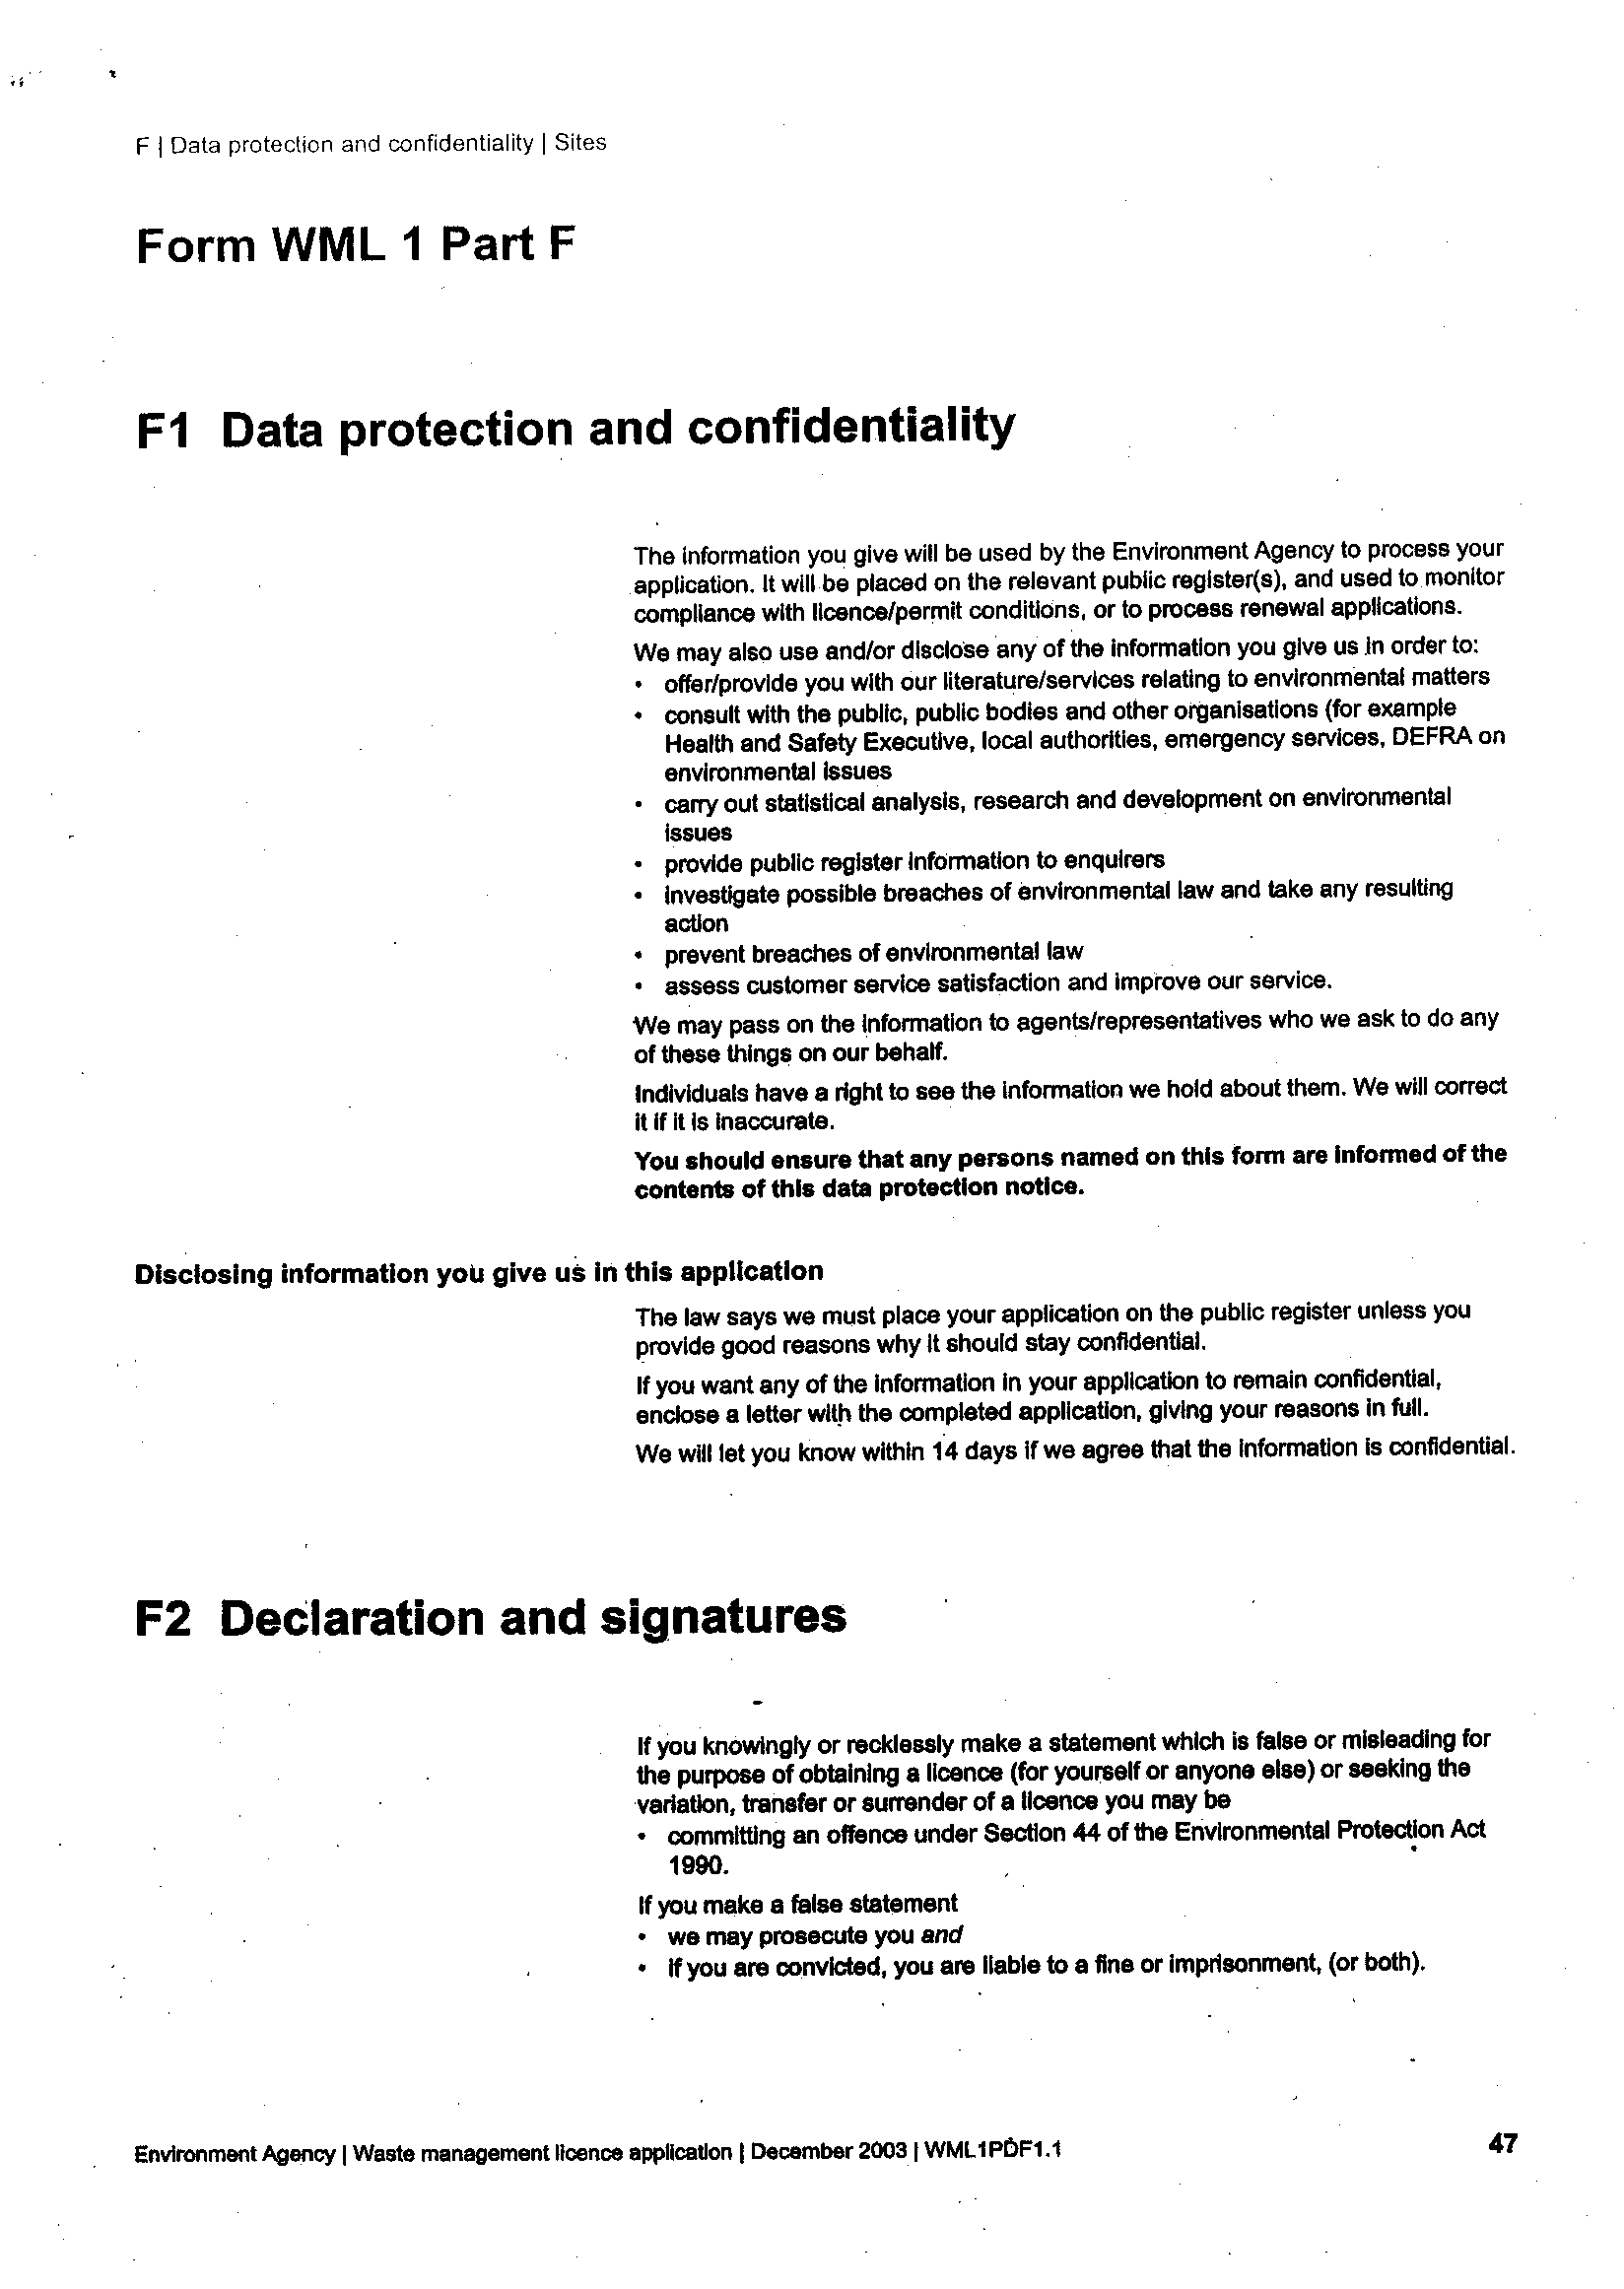 F | Data protection and confidentiality | Sites
Form WML 1 Part F
F1 Data protection and confidentiality
The information you give will be used by the Environment Agency to process your
application. It will be placed on the relevant public register(s), and used to monitor
compliance with licence/permit conditions, or to process renewal applications.
We may also use and/or disclose any of the information you give us in order to:
• offer/provide you with our literature/services relating to environmental matters
• consult with the public, public bodies and other organisations (for example
Health and Safety Executive, local authorities, emergency services, DEFRA on
environmental issues
• carry out statistical analysis, research and development on environmental
issues
• provide public register information to enquirers
• investigate possible breaches of environmental law and take any resulting
action
• prevent breaches of environmental law
• assess customer service satisfaction and improve our service.
We may pass on the information to agents/representatives who we ask to do any
of these things on our behalf.
Individuals have a right to see the information we hold about them. We will correct
it if it is inaccurate.
You should ensure that any persons named on this form are informed of the
contents of this data protection notice.
Disclosing information you give us in this application
The law says we must place your application on the public register unless you
provide good reasons why it should stay confidential.
If you want any of the information in your application to remain confidential,
enclose a letter with the completed application, giving your reasons in full.
We will let you know within 14 days if we agree that the information is confidential.
F2 Declaration and signatures
If you knowingly or recklessly make a statement which is false or misleading for
the purpose of obtaining a licence (for yourself or anyone else) or seeking the
variation, transfer or surrender of a licence you may be
• committing an offence under Section 44 of the Environmental Protection Act
1990.
If you make a false statement
• we may prosecute you and
• if you are convicted, you are liable to a fine or imprisonment, (or both).
Environment Agency | Waste management licence application | December 2003 | WML1PDF1.1
47